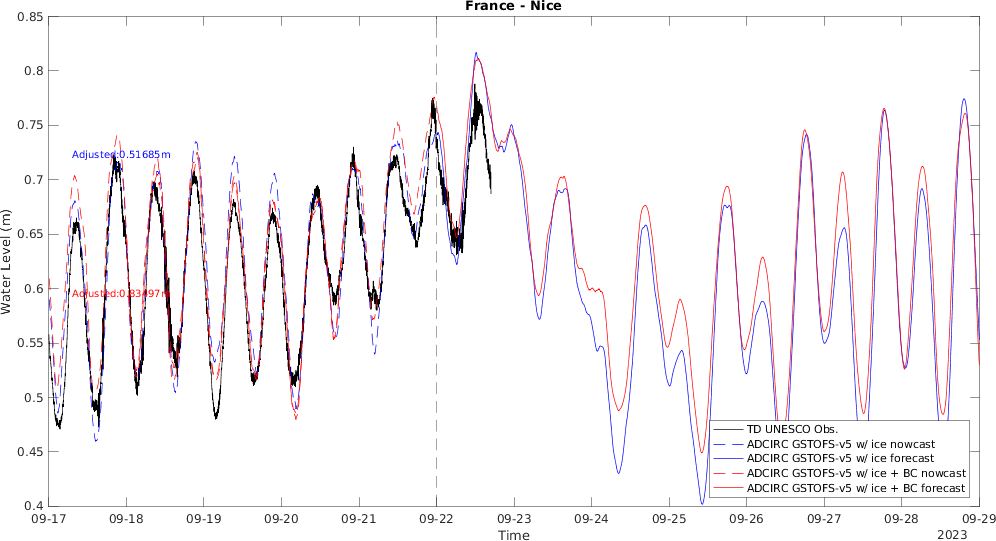 France - Nice
0.85
0.8
0.75
0.7
0.65
0.6
0.55
0.5
0.45
0.4
Water Level (m)
Adjusted:0.51685m
Adjusted:0.83497m
TD UNESCO Obs.
ADCIRC GSTOFS-v5 w/ ice nowcast
ADCIRC GSTOFS-v5 w/ ice forecast
ADCIRC GSTOFS-v5 w/ ice + BC nowcast
ADCIRC GSTOFS-v5 w/ ice + BC forecast
09-17 09-18 09-19 09-20 09-21 09-22 09-23 09-24 09-25 09-26 09-27 09-28 09-29
Time
2023